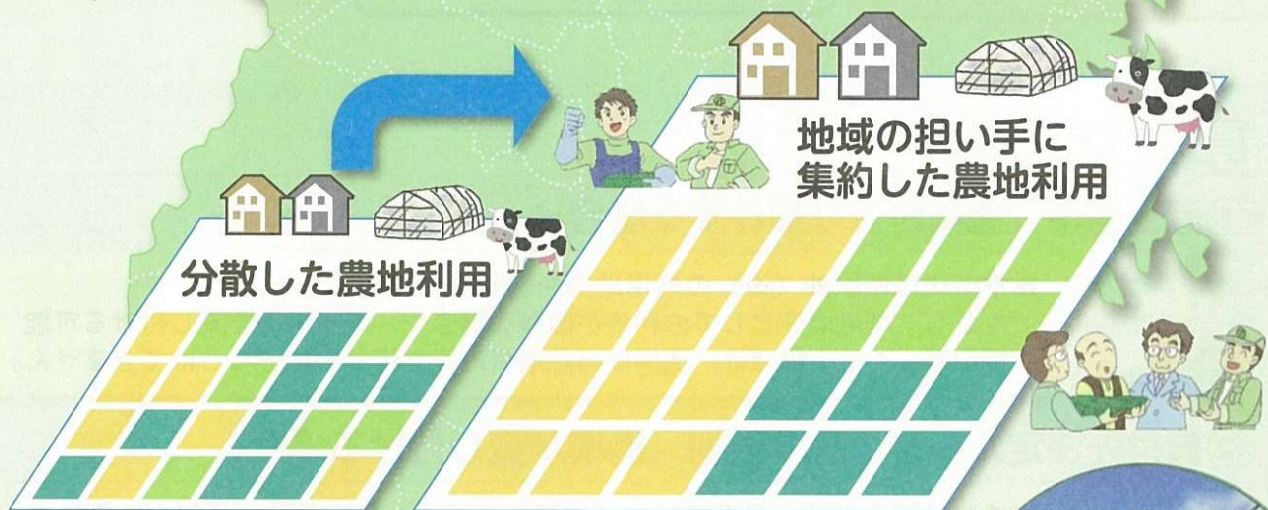 分散した農地利用
地域の担い手に
集約した農地利用